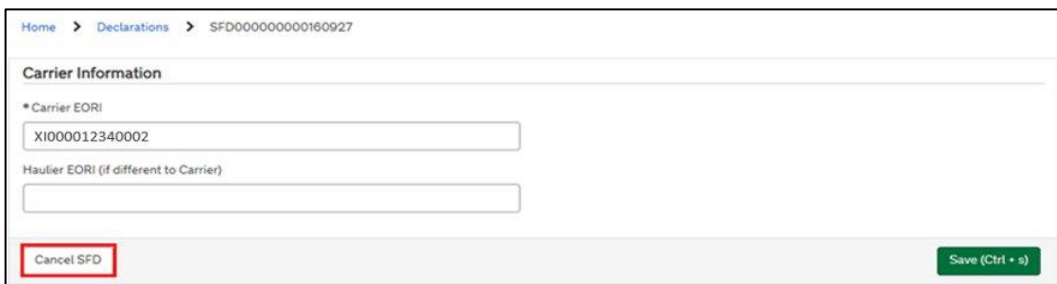 Home > Declarations > SFD000000000160927
Carrier Information
* Carrier EORI
XI000012340002
Haulier EORI (if different to Carrier)
Cancel SFD
Save (Ctrl + s)